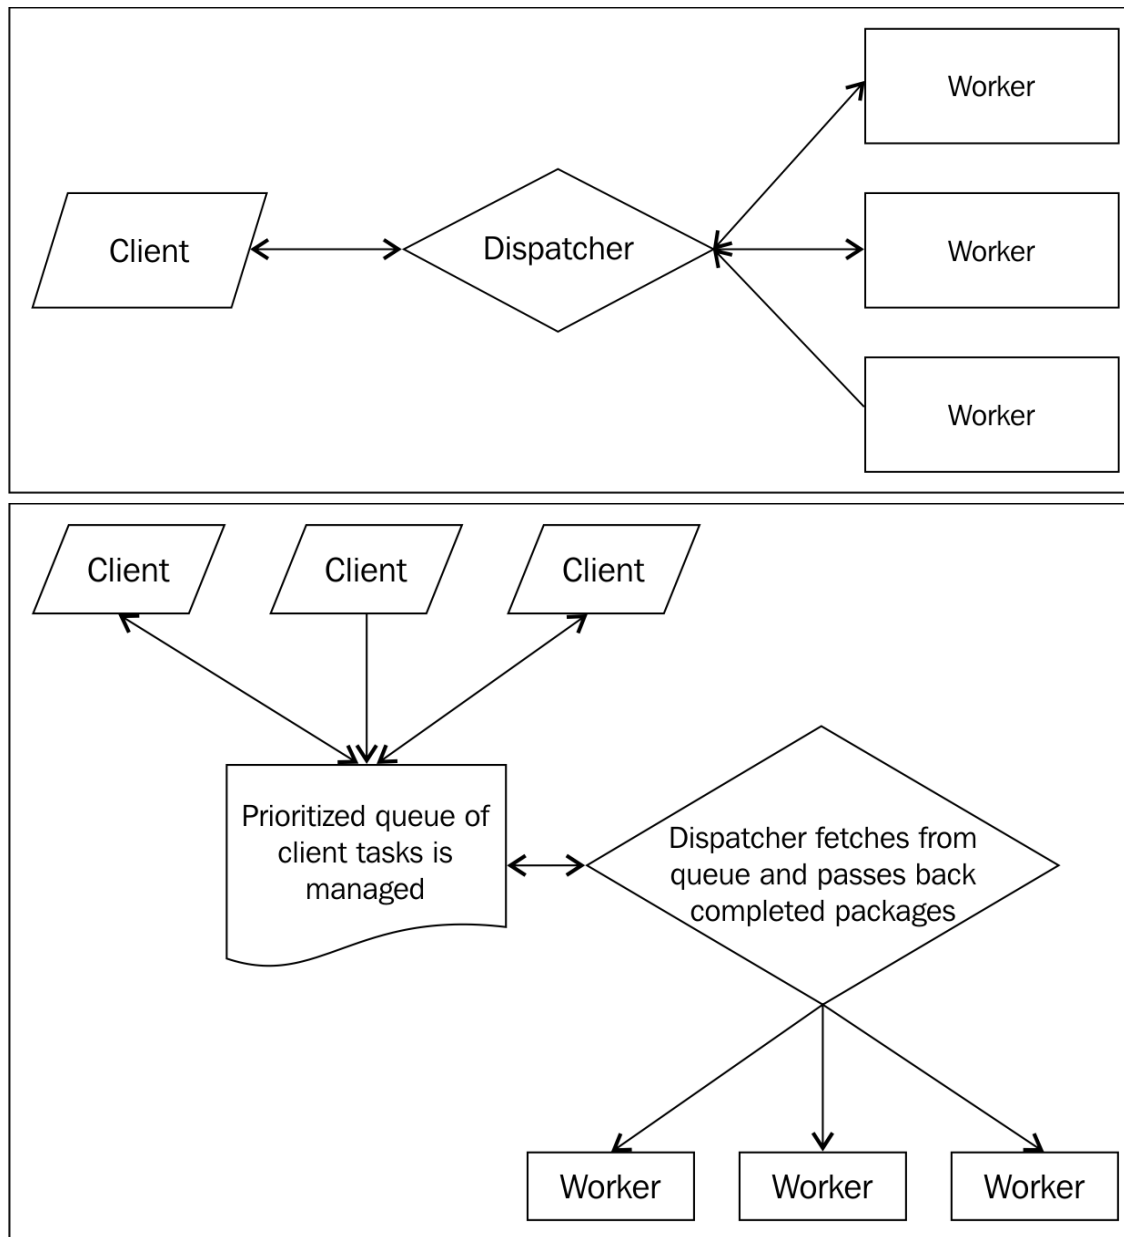 Worker
Client
Dispatcher
Worker
Worker
Client
Client
Client
Prioritized queue of
client tasks is
managed
Dispatcher fetches from
queue and passes back
completed packages
Worker
Worker
Worker